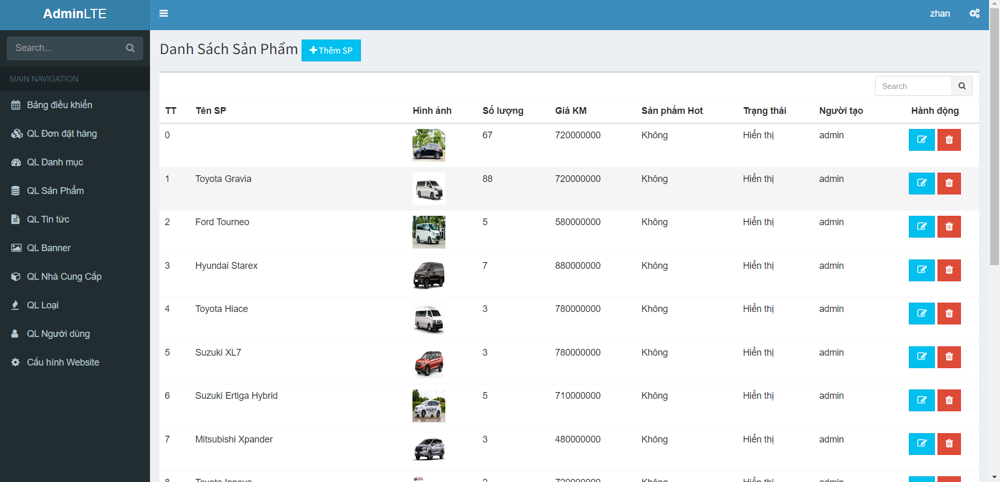 AdminLTE
zhan
Search...
MAIN NAVIGATION
Bảng điều khiển
QL Đơn đặt hàng
QL Danh mục
QL Sản Phẩm
QL Tin tức
QL Banner
QL Nhà Cung Cấp
QL Loại
QL Người dùng
Cấu hình Website
Danh Sách Sản Phẩm Thêm SP
Search
TT Tên SP Hình ảnh Số lượng Giá KM Sản phẩm Hot Trạng thái Người tạo Hành động
0 67 720000000 Không Hiển thị admin
1 Toyota Gravia 88 720000000 Không Hiển thị admin
2 Ford Tourneo 5 580000000 Không Hiển thị admin
3 Hyundai Starex 7 880000000 Không Hiển thị admin
4 Toyota Hiace 3 780000000 Không Hiển thị admin
5 Suzuki XL7 3 780000000 Không Hiển thị admin
6 Suzuki Ertiga Hybrid 5 710000000 Không Hiển thị admin
HYBRID
7 Mitsubishi Xpander 3 480000000 Không Hiển thị admin
8 Toyota Innova 2 720000000 Không Hiển thị admin